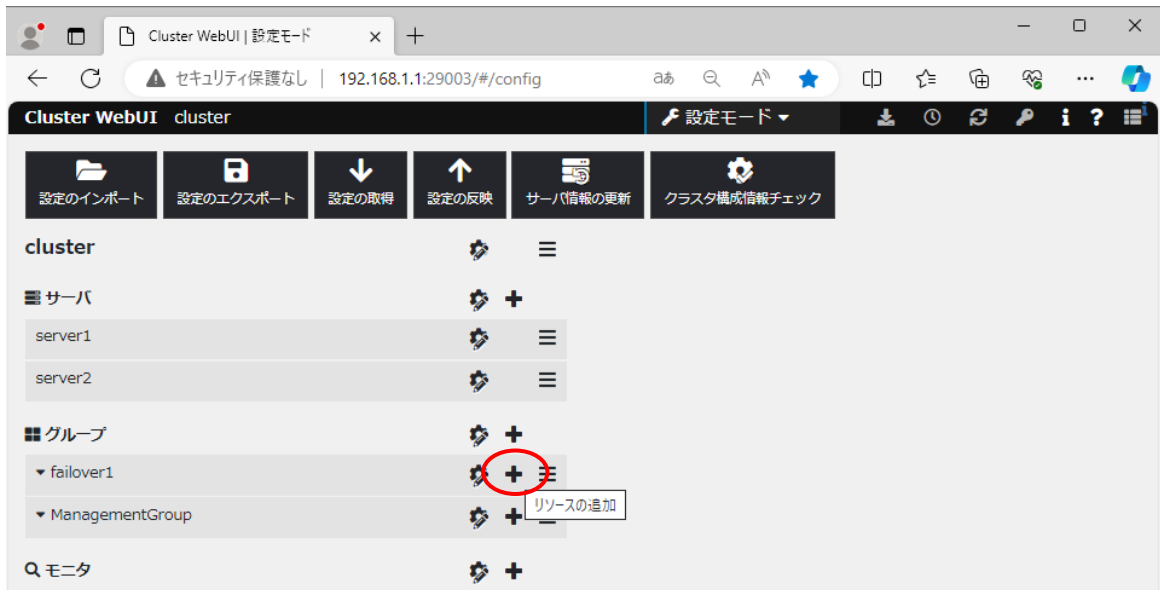 Cluster WebUI | 設定モード
セキュリティ保護なし | 192.168.1.1:29003/#/config
Cluster WebUI cluster 設定モード
設定のインポート 設定のエクスポート 設定の取得 設定の反映 サーバ情報の更新 クラスタ構成情報チェック
cluster
サーバ
server1
server2
グループ
failover1
リソースの追加
ManagementGroup
モニタ